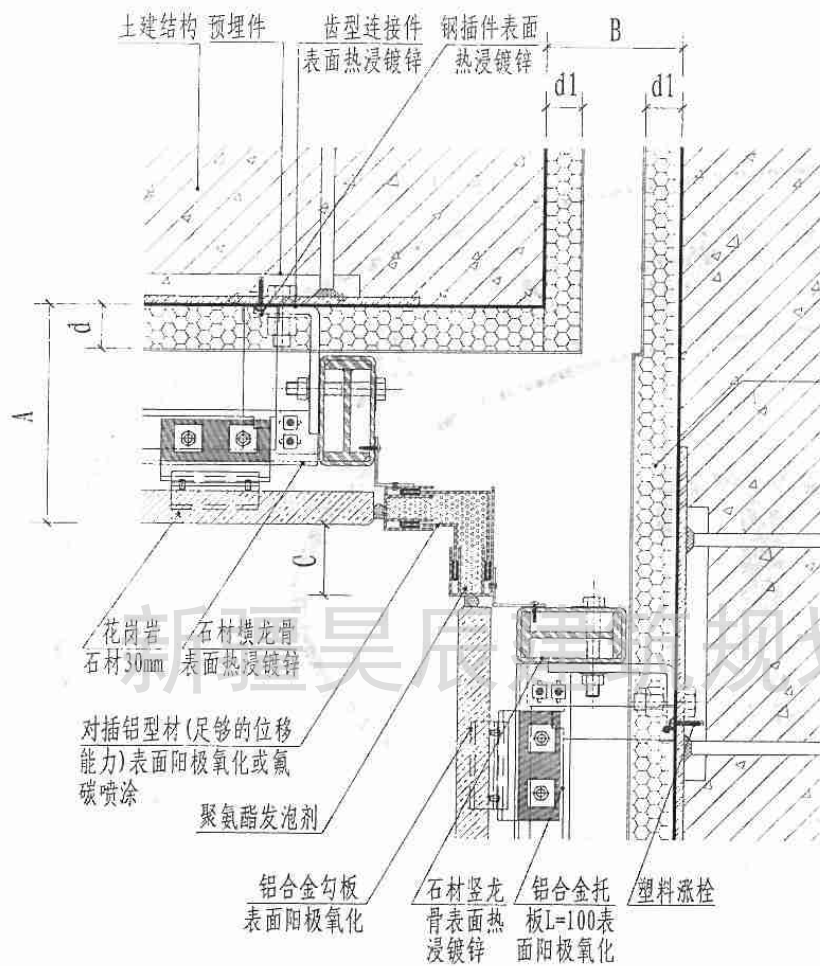 土建结构 预埋件
齿型连接件
表面热浸镀锌
钢插件表面
热浸镀锌
B
d1
d1
d
A
C
花岗岩
石材30mm
石材横龙骨
表面热浸镀锌
对插铝型材(足够的位移
能力)表面阳极氧化或氟
碳喷涂
聚氨酯发泡剂
铝合金勾板
表面阳极氧化
石材竖龙
骨表面热
浸镀锌
铝合金托
板L=100表
面阳极氧化
塑料涨栓
新疆昊辰建筑规划